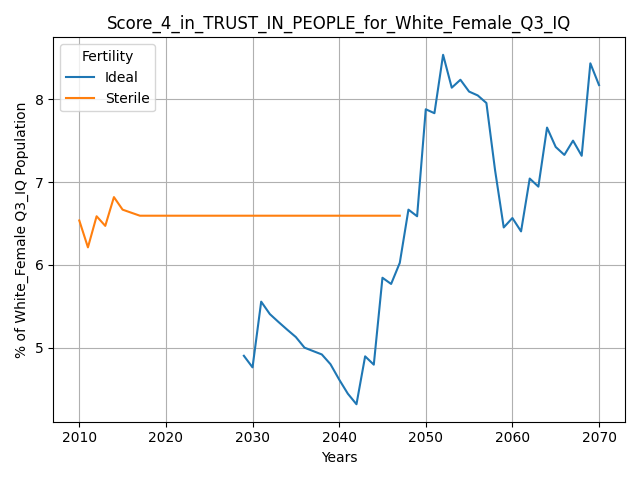 Score_4_in_TRUST_IN_PEOPLE_for_White_Female_Q3_IQ
Fertility
Ideal
Sterile
% of White_Female Q3_IQ Population
8
7
6
5
2010 2020 2030 2040 2050 2060 2070
Years